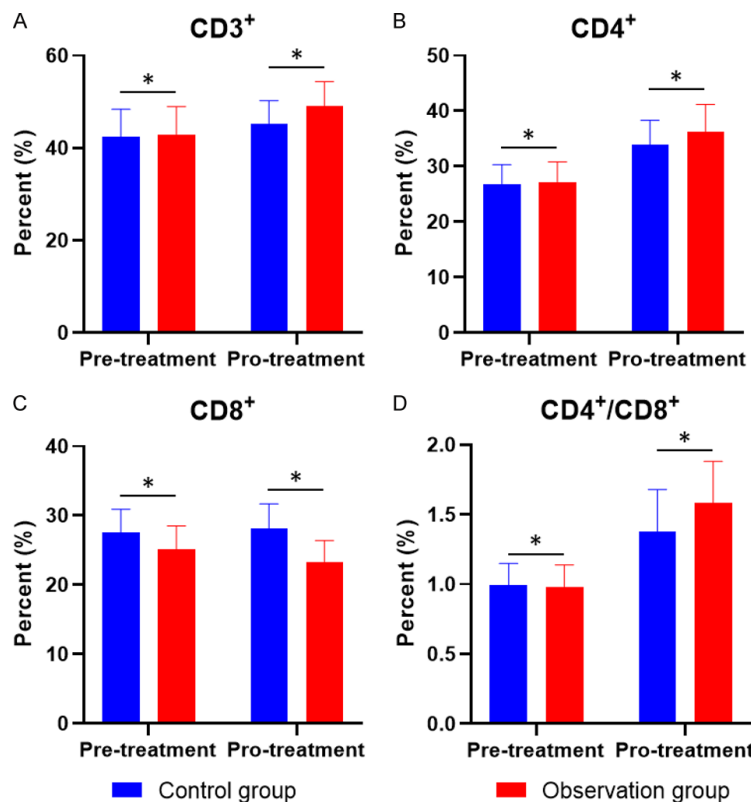 A
CD3⁺
Percent (%)
60
40
20
0
*
*
Pre-treatment
Pro-treatment
B
CD4⁺
Percent (%)
50
40
30
20
10
0
*
*
Pre-treatment
Pro-treatment
C
CD8⁺
Percent (%)
40
30
20
10
0
*
*
Pre-treatment
Pro-treatment
D
CD4⁺/CD8⁺
Percent (%)
2.0
1.5
1.0
0.5
0.0
*
*
Pre-treatment
Pro-treatment
Control group
Observation group